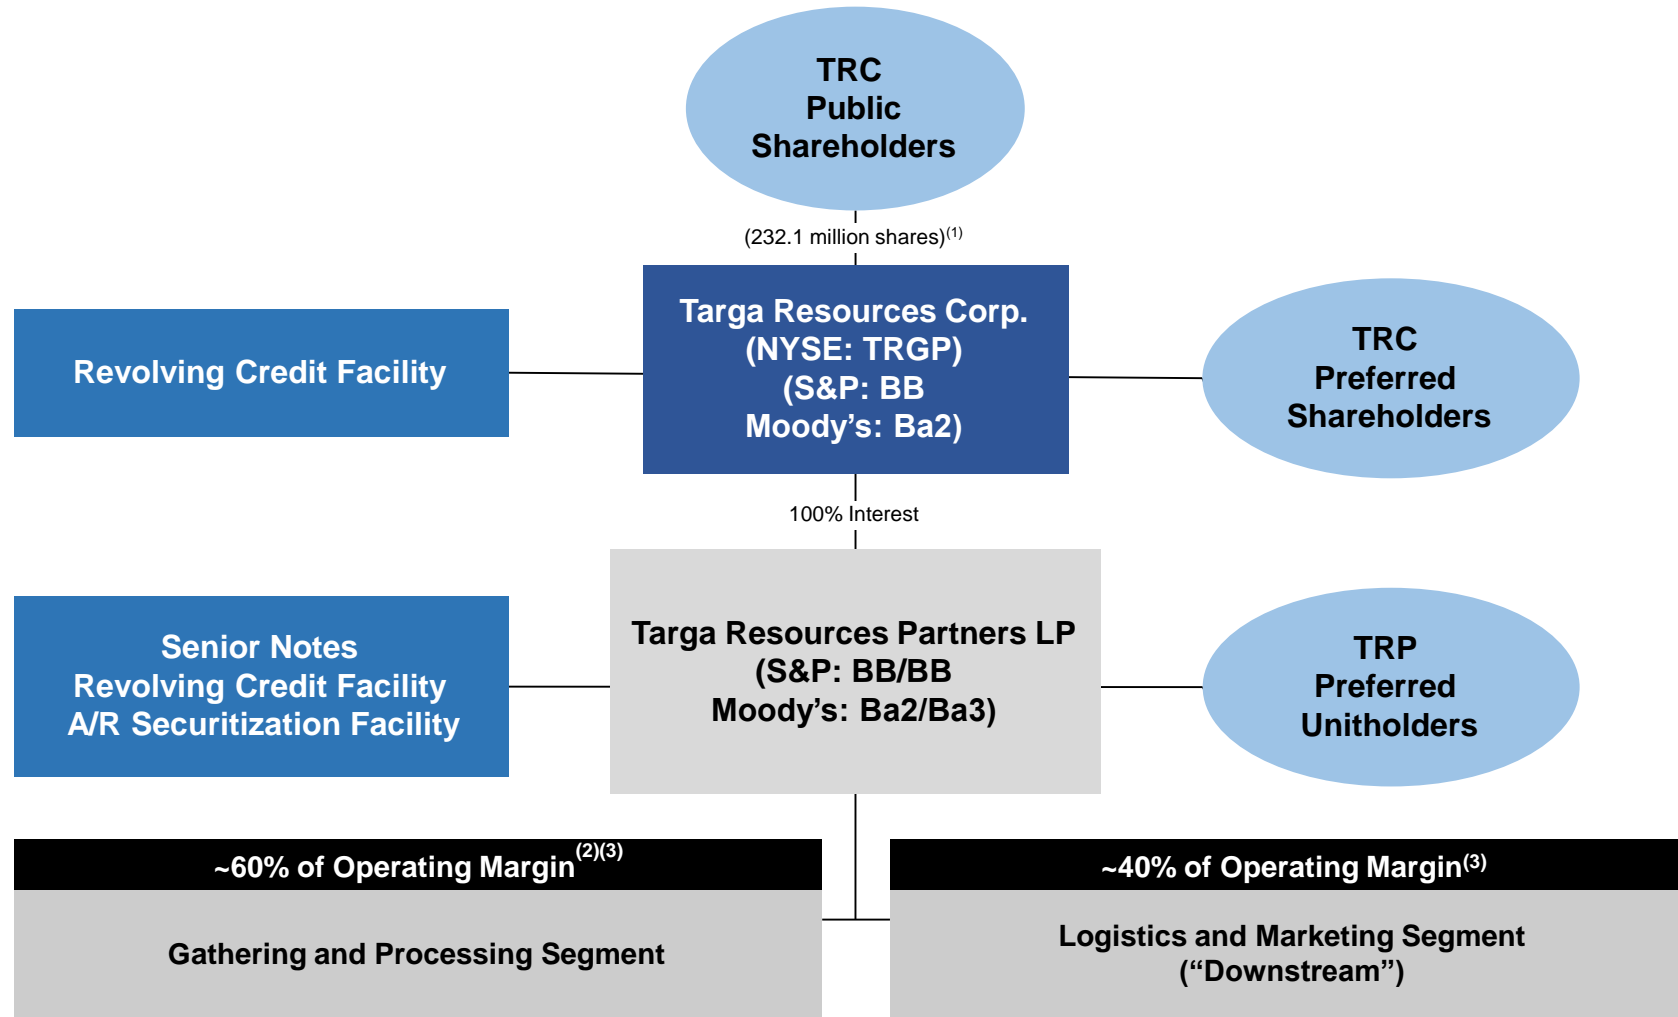 TRC
Public
Shareholders
(232.1 million shares)(1)
Revolving Credit Facility
Targa Resources Corp.
(NYSE: TRGP)
(S&P: BB
Moody’s: Ba2)
TRC
Preferred
Shareholders
100% Interest
Senior Notes
Revolving Credit Facility
A/R Securitization Facility
Targa Resources Partners LP
(S&P: BB/BB
Moody’s: Ba2/Ba3)
TRP
Preferred
Unitholders
~60% of Operating Margin(2)(3)
Gathering and Processing Segment
~40% of Operating Margin(3)
Logistics and Marketing Segment
(“Downstream”)